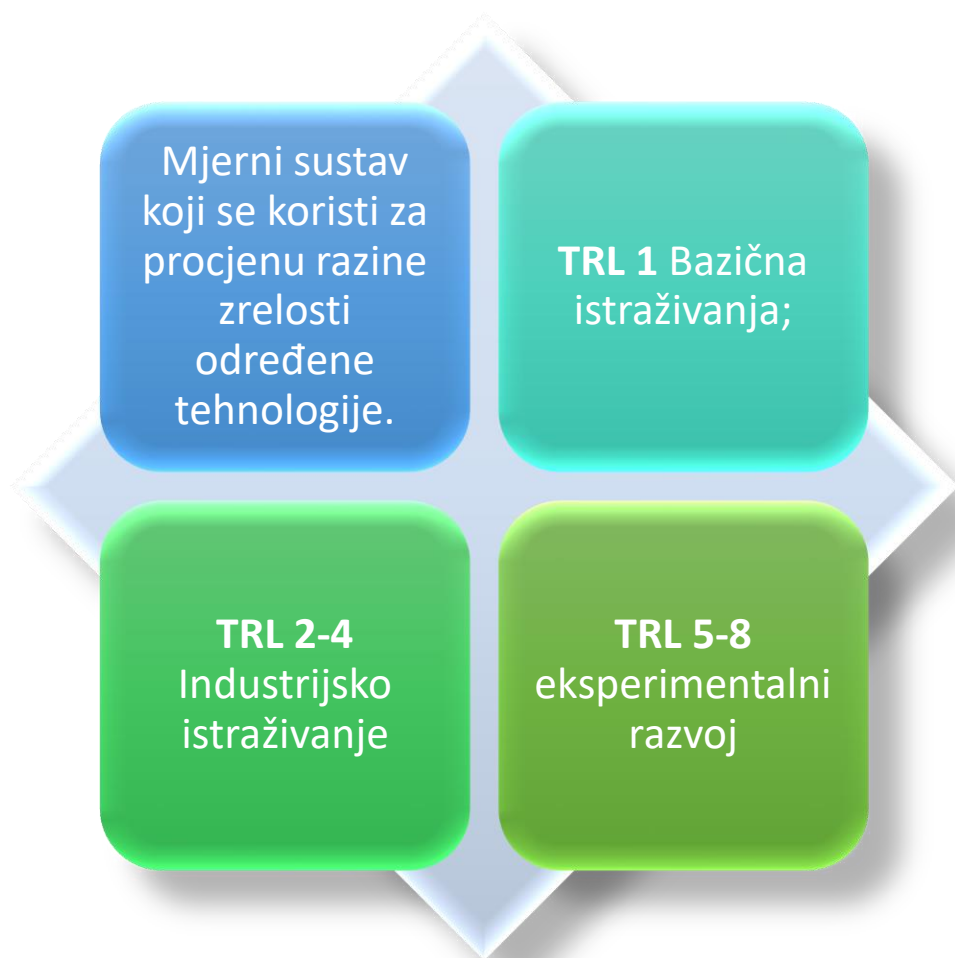 Mjerni sustav
koji se koristi za
procjenu razine
zrelosti
određene
tehnologije.
TRL 1 Bazična
istraživanja;
TRL 2-4
Industrijsko
istraživanje
TRL 5-8
eksperimentalni
razvoj